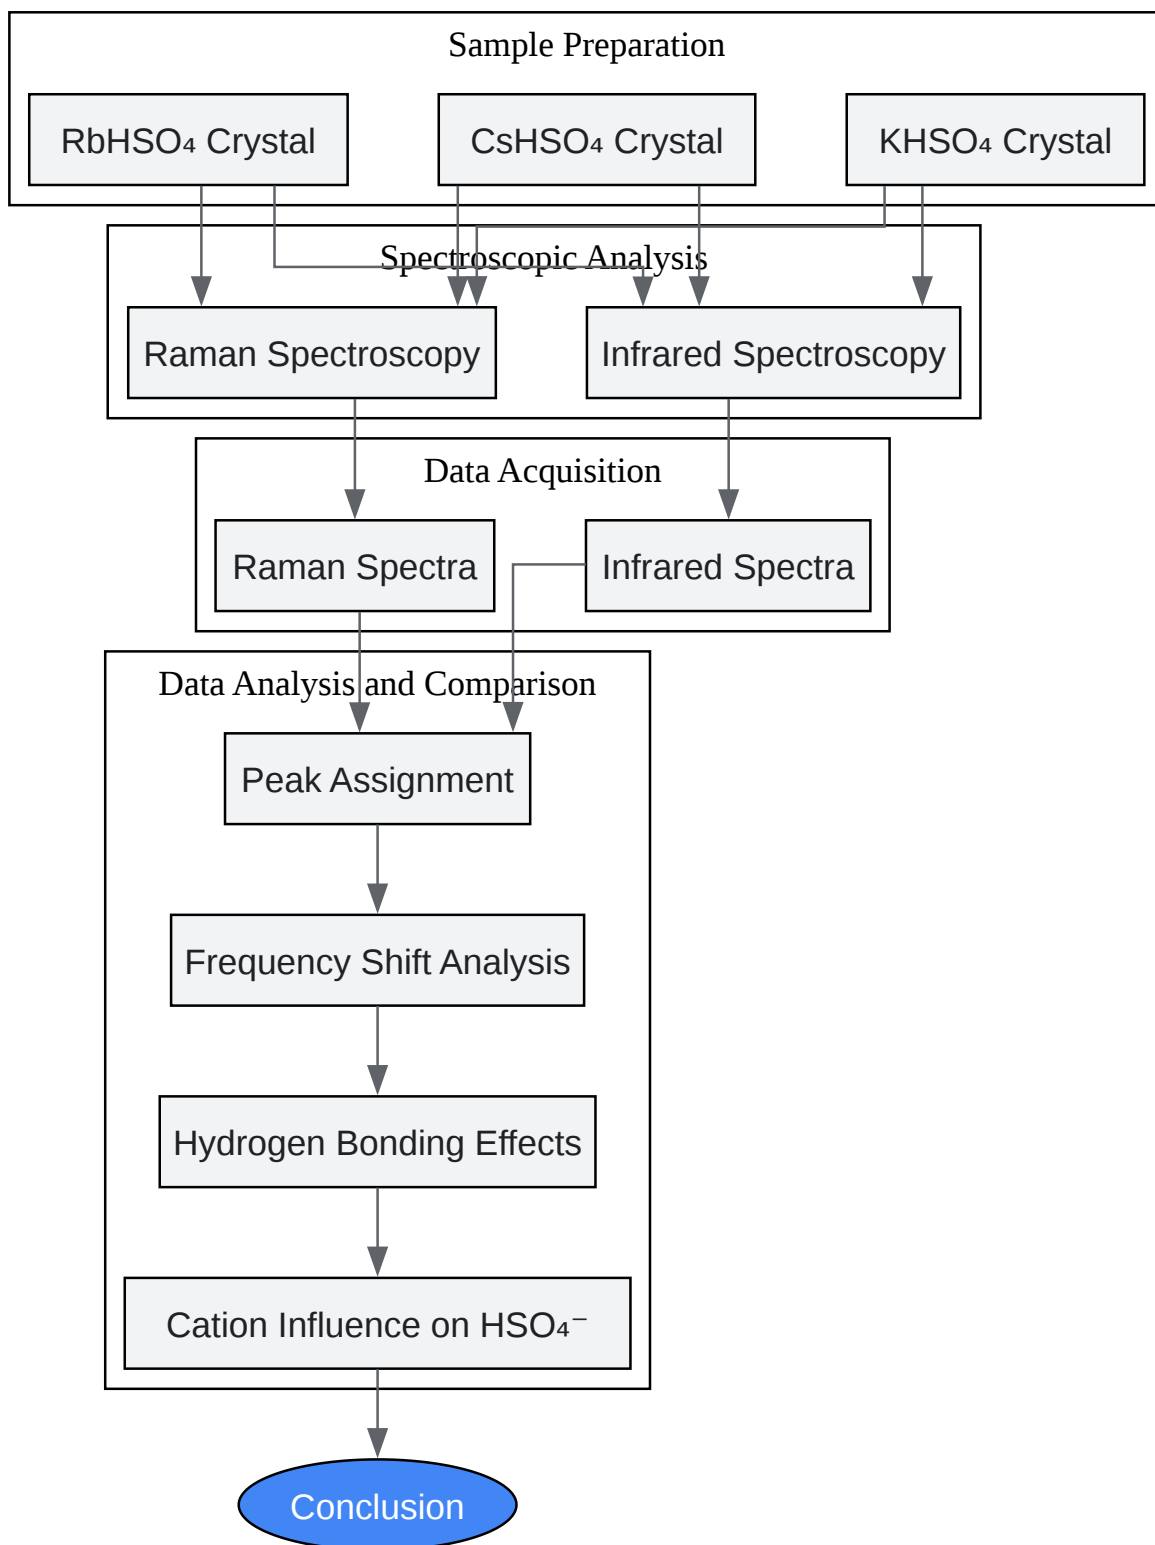 Sample Preparation
RbHSO₄ Crystal
CsHSO₄ Crystal
KHSO₄ Crystal
Spectroscopic Analysis
Raman Spectroscopy
Infrared Spectroscopy
Data Acquisition
Raman Spectra
Infrared Spectra
Data Analysis and Comparison
Peak Assignment
Frequency Shift Analysis
Hydrogen Bonding Effects
Cation Influence on HSO₄⁻
Conclusion